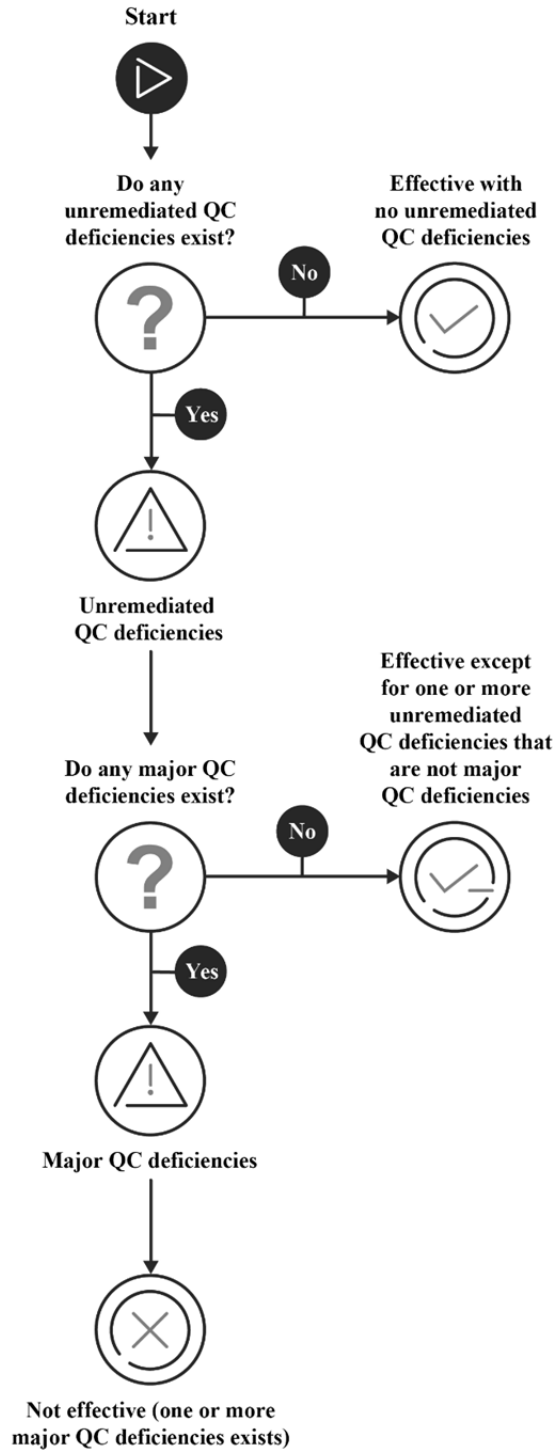 Start
Do any
unremediated QC
deficiencies exist?
Effective with
no unremediated
QC deficiencies
?
No
Yes
!
Unremediated
QC deficiencies
Effective except
for one or more
unremediated
QC deficiencies that
are not major
QC deficiencies
Do any major QC
deficiencies exist?
?
No
Yes
!
Major QC deficiencies
Not effective (one or more
major QC deficiencies exists)